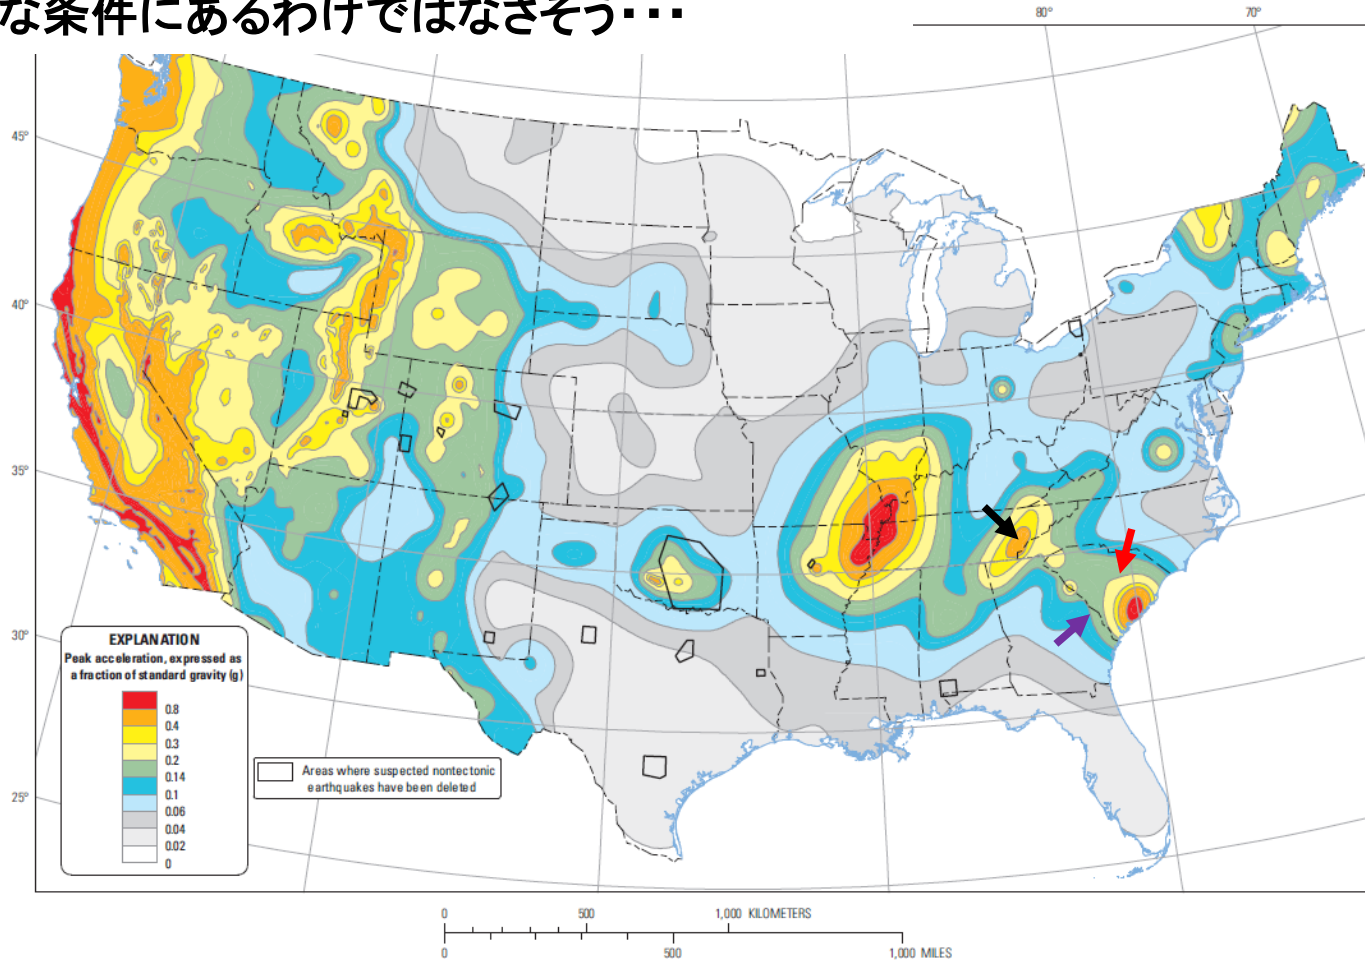 な条件にあるわけではなさそう・・・
80°
70°
45°
40°
35°
30°
25°
EXPLANATION
Peak acceleration, expressed as
a fraction of standard gravity (g)
0.8
0.4
0.3
0.2
0.14
0.1
0.06
0.04
0.02
0
Areas where suspected nontectonic
earthquakes have been deleted
0 500 1,000 KILOMETERS
0 500 1,000 MILES